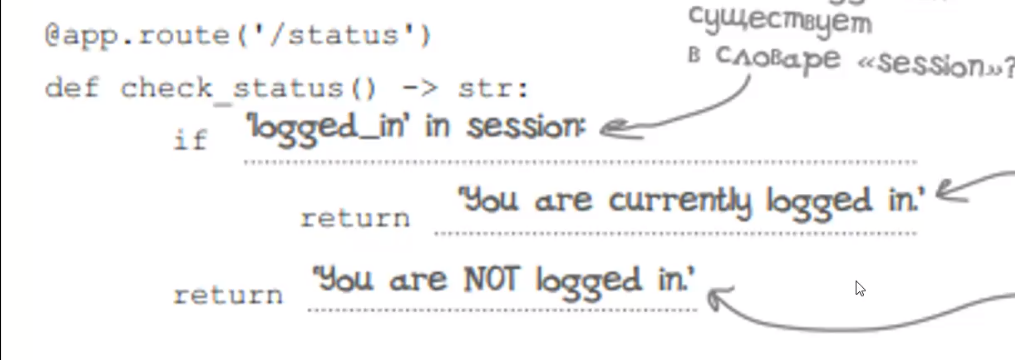 существует
@app.route('/status')
в словаре «session»?
def check_status() -> str:
if 'logged_in' in session:
return 'You are currently logged in.'
return 'You are NOT logged in.'